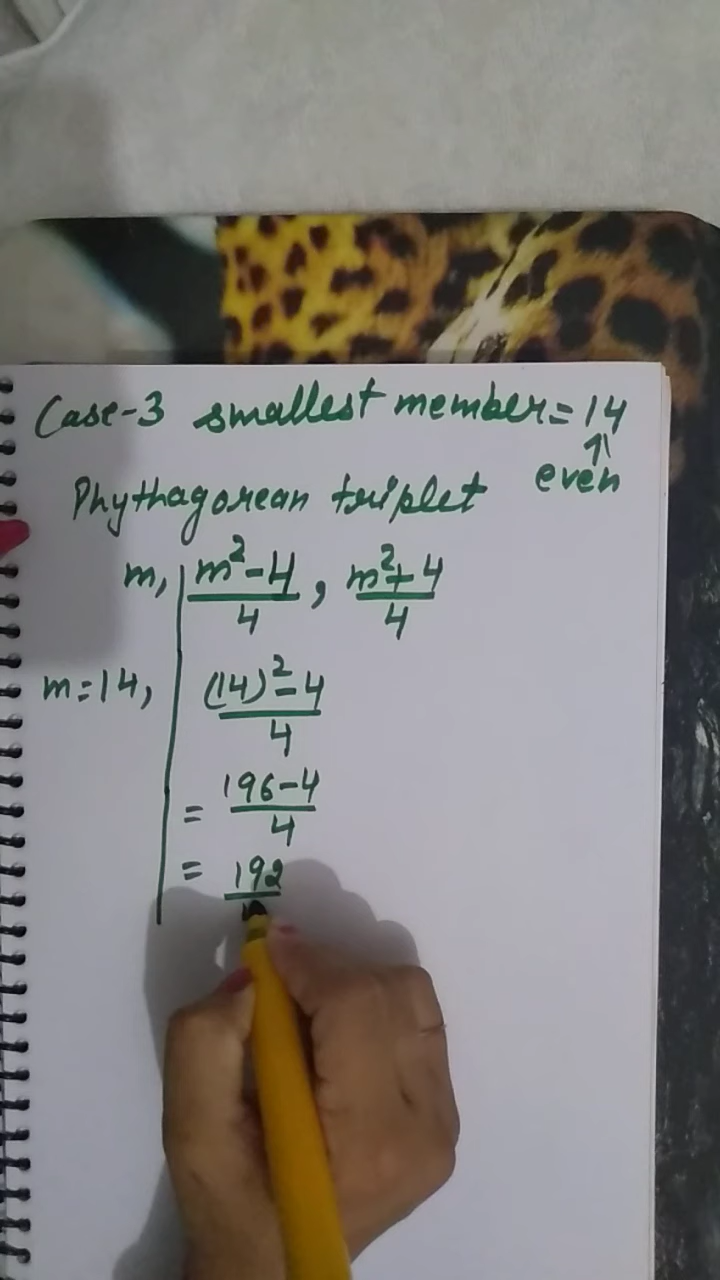 Case-3 smallest member = 14
↑
even
Phythagorean triplet
m, | m²-4/4 , m²+4/4
m=14, | (14)²-4/4
= 196-4/4
= 192